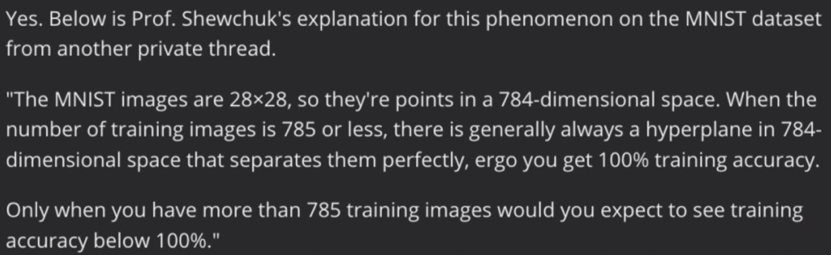 Yes. Below is Prof. Shewchuk's explanation for this phenomenon on the MNIST dataset
from another private thread.
"The MNIST images are 28×28, so they're points in a 784-dimensional space. When the
number of training images is 785 or less, there is generally always a hyperplane in 784-
dimensional space that separates them perfectly, ergo you get 100% training accuracy.
Only when you have more than 785 training images would you expect to see training
accuracy below 100%."